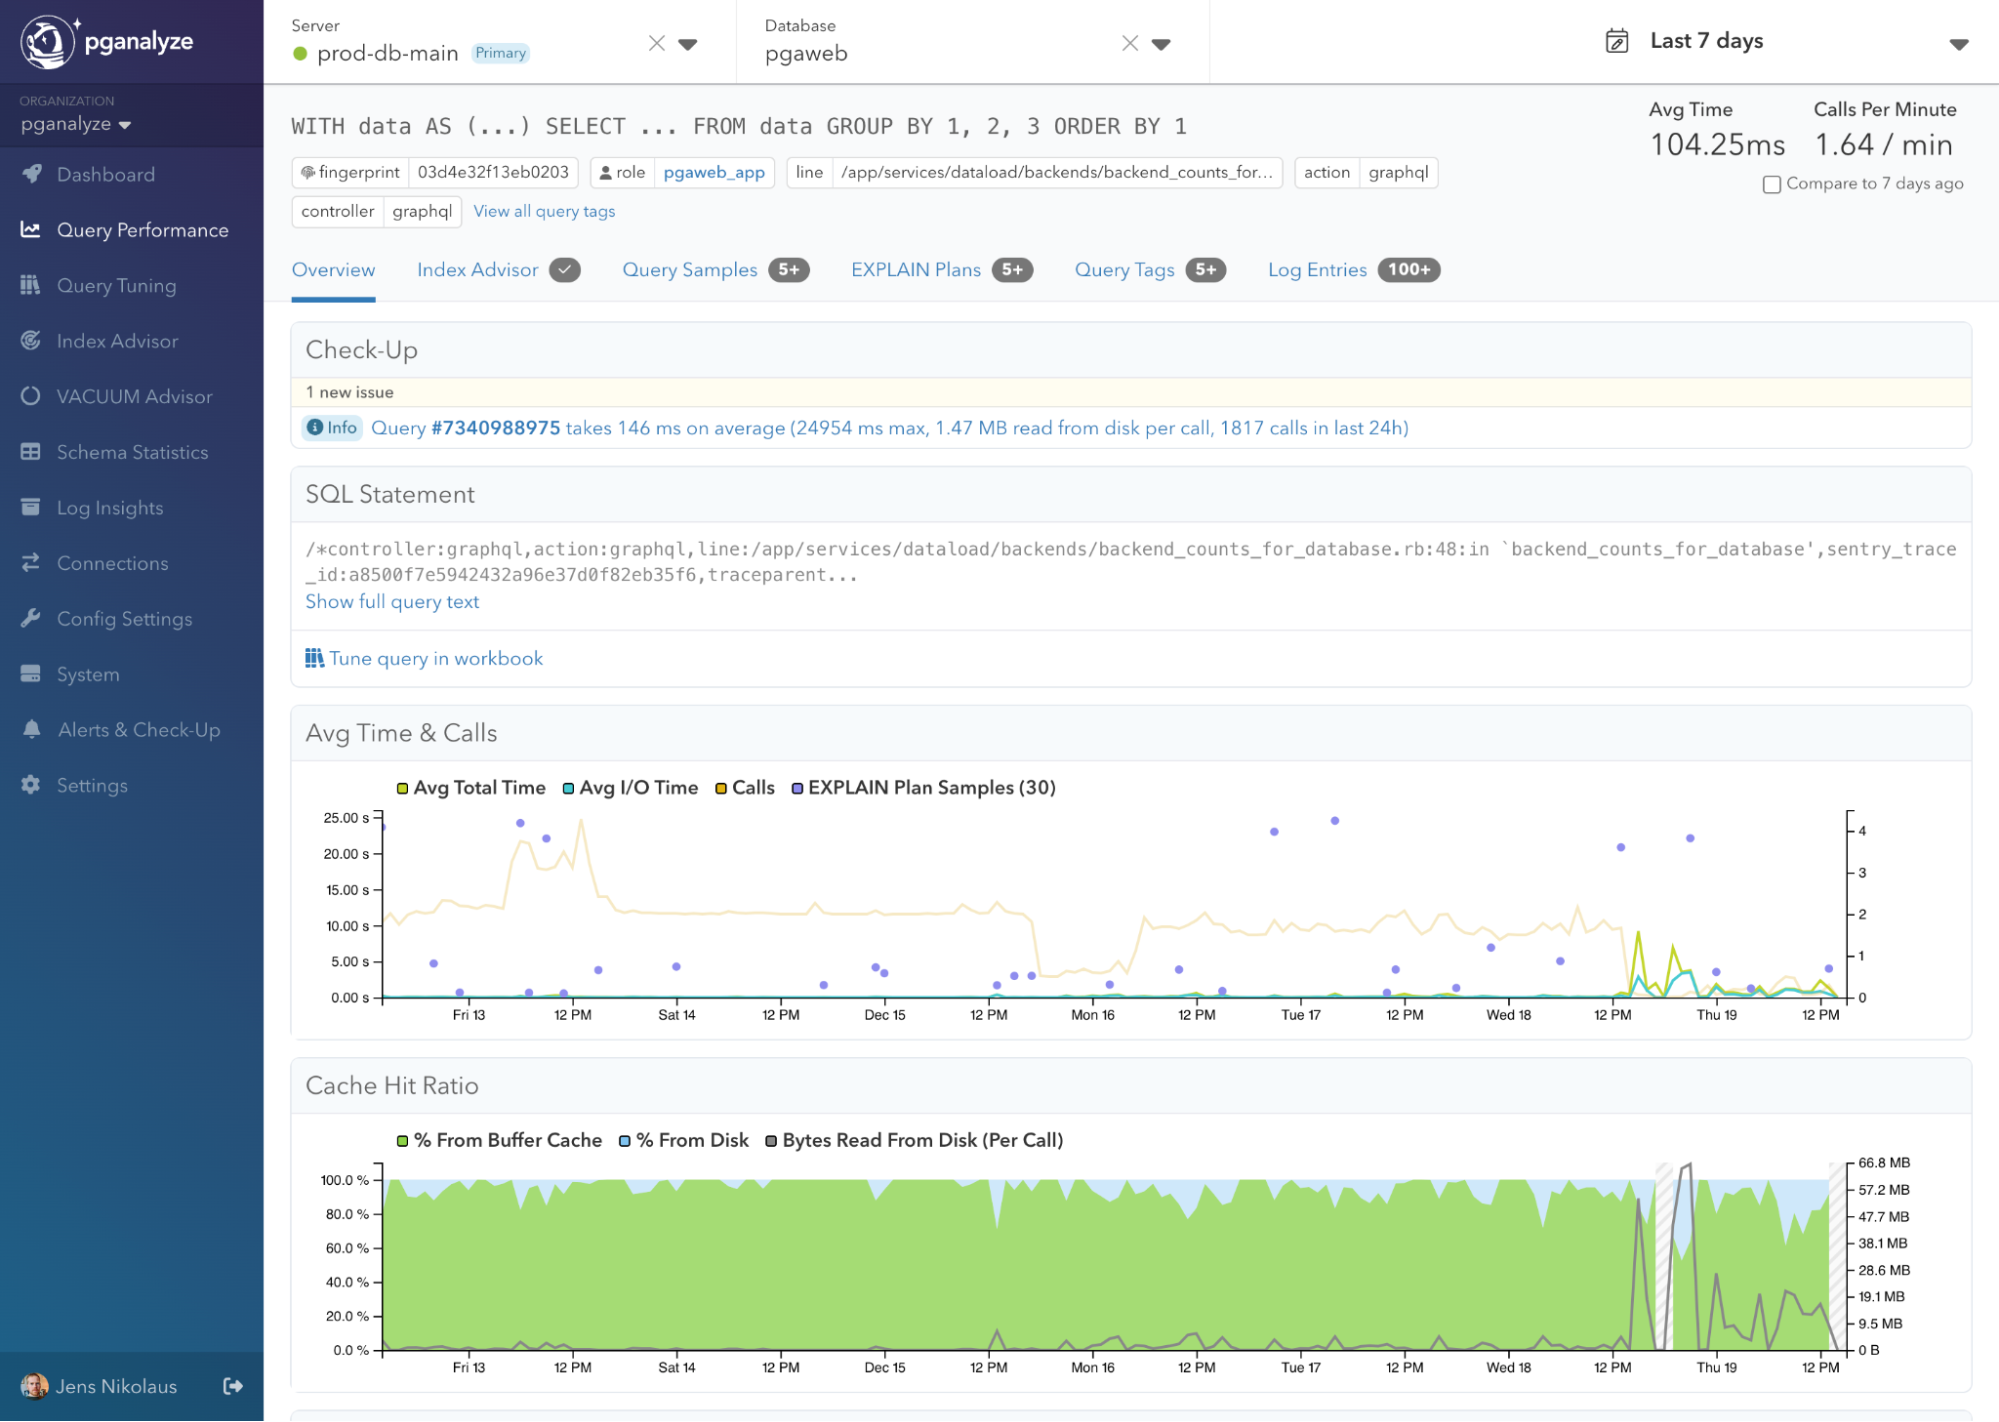 pganalyze
ORGANIZATION
pganalyze
Dashboard
Query Performance
Query Tuning
Index Advisor
VACUUM Advisor
Schema Statistics
Log Insights
Connections
Config Settings
System
Alerts & Check-Up
Settings
Jens Nikolaus
Server
prod-db-main Primary
Database
pgaweb
Last 7 days
WITH data AS (...) SELECT ... FROM data GROUP BY 1, 2, 3 ORDER BY 1
Avg Time
104.25ms
Calls Per Minute
1.64 / min
Compare to 7 days ago
fingerprint 03d4e32f13eb0203 role pgaweb_app line /app/services/dataload/backends/backend_counts_for... action graphql
controller graphql View all query tags
Overview Index Advisor Query Samples 5+ EXPLAIN Plans 5+ Query Tags 5+ Log Entries 100+
Check-Up
1 new issue
Info Query #7340988975 takes 146 ms on average (24954 ms max, 1.47 MB read from disk per call, 1817 calls in last 24h)
SQL Statement
/*controller:graphql,action:graphql,line:/app/services/dataload/backends/backend_counts_for_database.rb:48:in `backend_counts_for_database',sentry_trace
_id:a8500f7e5942432a96e37d0f82eb35f6,traceparent...
Show full query text
Tune query in workbook
Avg Time & Calls
Avg Total Time Avg I/O Time Calls EXPLAIN Plan Samples (30)
25.00 s
20.00 s
15.00 s
10.00 s
5.00 s
0.00 s
4
3
2
1
0
Fri 13 12 PM Sat 14 12 PM Dec 15 12 PM Mon 16 12 PM Tue 17 12 PM Wed 18 12 PM Thu 19 12 PM
Cache Hit Ratio
% From Buffer Cache % From Disk Bytes Read From Disk (Per Call)
100.0 %
80.0 %
60.0 %
40.0 %
20.0 %
0.0 %
66.8 MB
57.2 MB
47.7 MB
38.1 MB
28.6 MB
19.1 MB
9.5 MB
0 B
Fri 13 12 PM Sat 14 12 PM Dec 15 12 PM Mon 16 12 PM Tue 17 12 PM Wed 18 12 PM Thu 19 12 PM